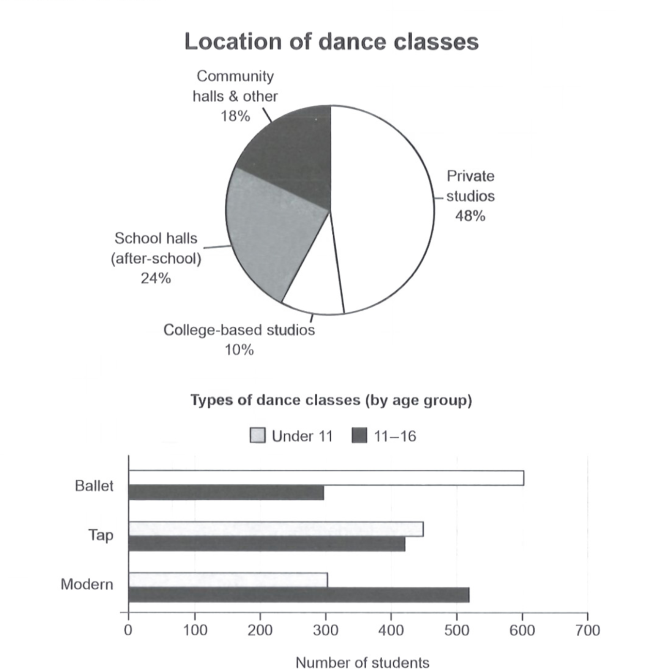 Location of dance classes
Community
halls & other
18%
Private
studios
48%
School halls
(after-school)
24%
College-based studios
10%
Types of dance classes (by age group)
Under 11
11–16
Ballet
Tap
Modern
0 100 200 300 400 500 600 700
Number of students